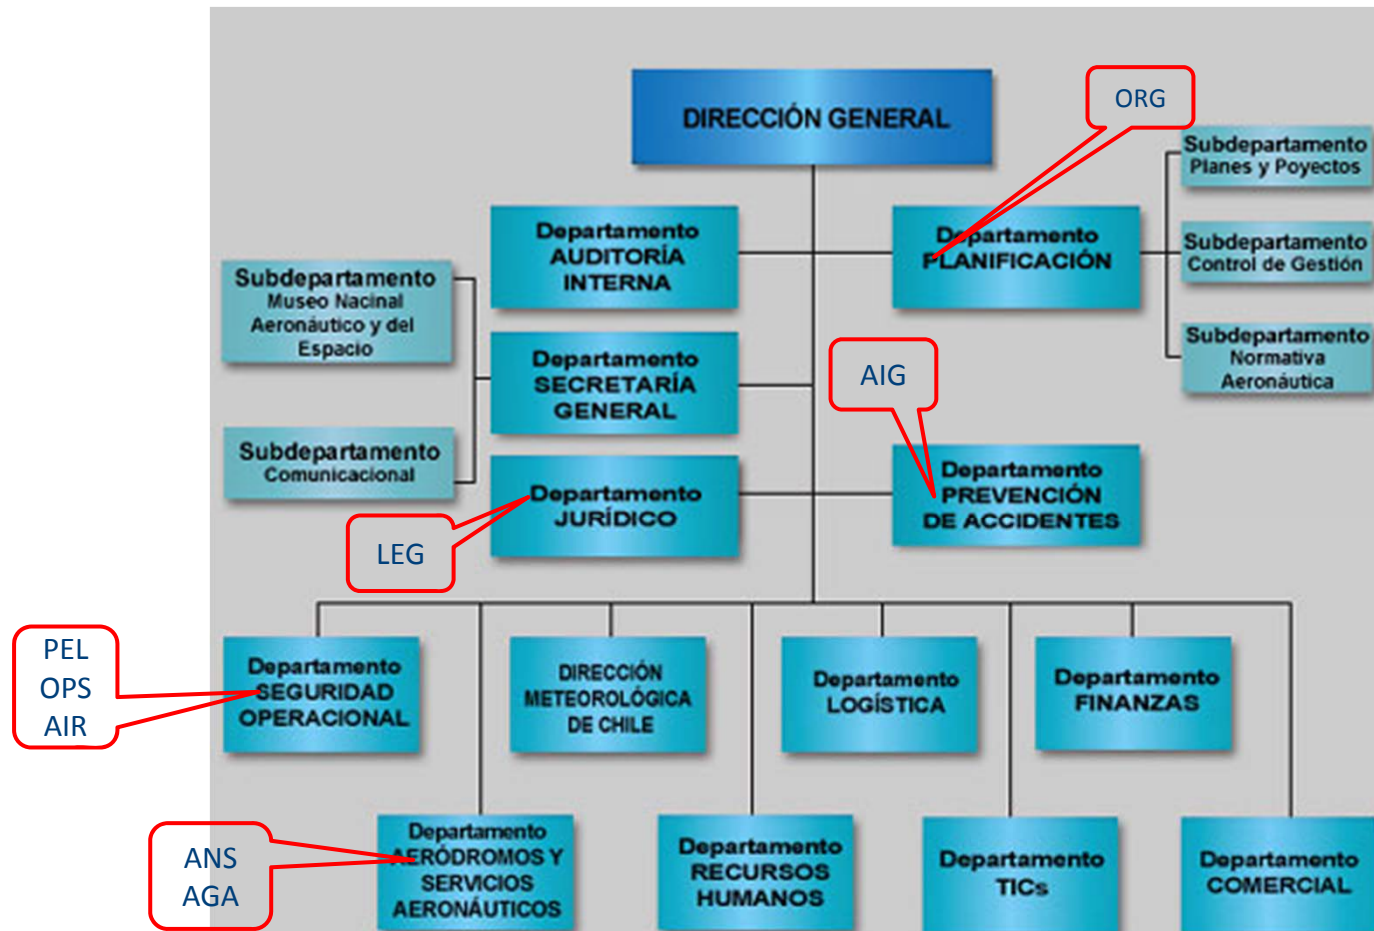 DIRECCIÓN GENERAL
ORG
Subdepartamento
Planes y Poyectos
Departamento
AUDITORÍA
INTERNA
Departamento
PLANIFICACIÓN
Subdepartamento
Control de Gestión
Subdepartamento
Museo Nacinal
Aeronáutico y del
Espacio
Departamento
SECRETARÍA
GENERAL
AIG
Subdepartamento
Normativa
Aeronáutica
Subdepartamento
Comunicacional
Departamento
JURÍDICO
Departamento
PREVENCIÓN
DE ACCIDENTES
LEG
PEL
OPS
AIR
Departamento
SEGURIDAD
OPERACIONAL
DIRECCIÓN
METEOROLÓGICA
DE CHILE
Departamento
LOGÍSTICA
Departamento
FINANZAS
ANS
AGA
Departamento
AERÓDROMOS Y
SERVICIOS
AERONÁUTICOS
Departamento
RECURSOS
HUMANOS
Departamento
TICs
Departamento
COMERCIAL